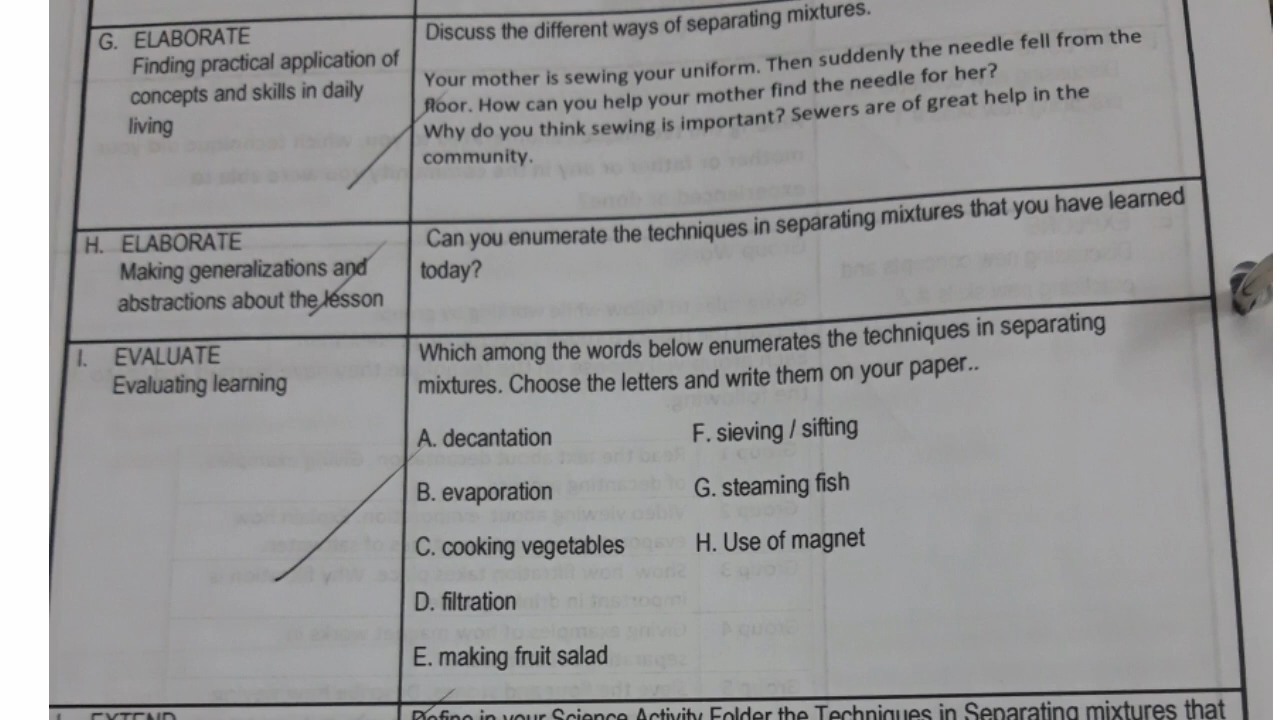 G. ELABORATE
Finding practical application of
concepts and skills in daily
living
Discuss the different ways of separating mixtures.
Your mother is sewing your uniform. Then suddenly the needle fell from the
floor. How can you help your mother find the needle for her?
Why do you think sewing is important? Sewers are of great help in the
community.
H. ELABORATE
Making generalizations and
abstractions about the lesson
Can you enumerate the techniques in separating mixtures that you have learned
today?
I. EVALUATE
Evaluating learning
Which among the words below enumerates the techniques in separating
mixtures. Choose the letters and write them on your paper..
A. decantation
B. evaporation
C. cooking vegetables
D. filtration
E. making fruit salad
F. sieving / sifting
G. steaming fish
H. Use of magnet
EXTEND
Define in your Science Activity Folder the Techniques in Separating mixtures that